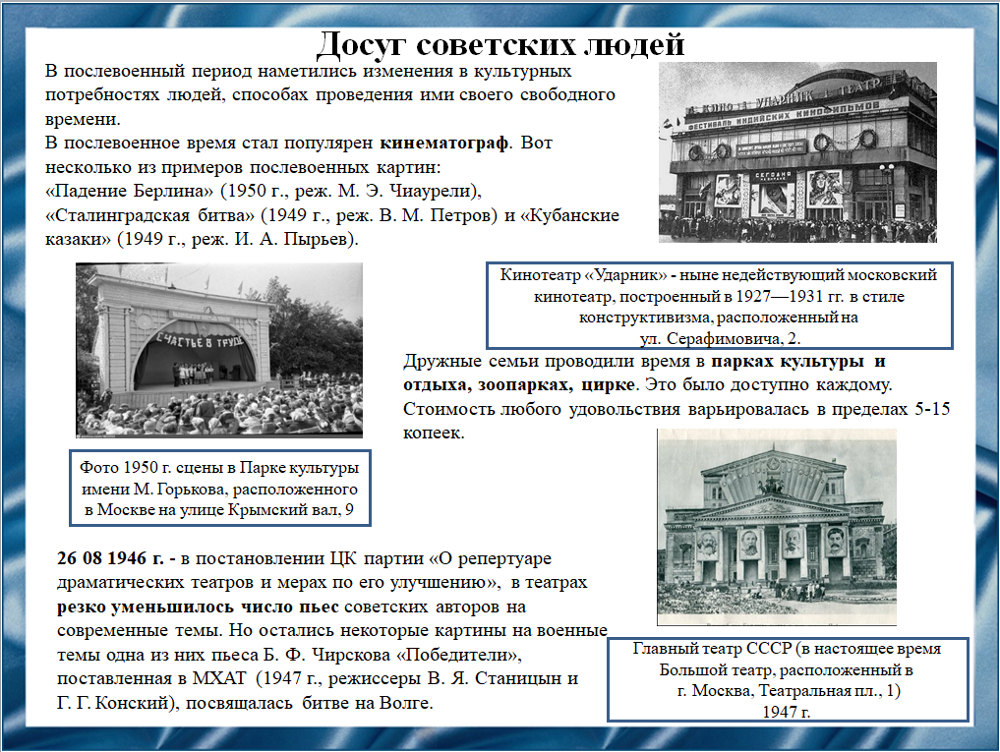 Досуг советских людей
В послевоенный период наметились изменения в культурных
потребностях людей, способах проведения ими своего свободного
времени.
В послевоенное время стал популярен кинематограф. Вот
несколько из примеров послевоенных картин:
«Падение Берлина» (1950 г., реж. М. Э. Чиаурели),
«Сталинградская битва» (1949 г., реж. В. М. Петров) и «Кубанские
казаки» (1949 г., реж. И. А. Пырьев).
КИНО УДАРНИК ТЕАТР
ФЕСТИВАЛЬ ИНДИЙСКИХ КИНОФИЛЬМОВ
СЕГОДНЯ
Кинотеатр «Ударник» - ныне недействующий московский
кинотеатр, построенный в 1927—1931 гг. в стиле
конструктивизма, расположенный на
ул. Серафимовича, 2.
СЧАСТЬЕ В ТРУДЕ
Дружные семьи проводили время в парках культуры и
отдыха, зоопарках, цирке. Это было доступно каждому.
Стоимость любого удовольствия варьировалась в пределах 5-15
копеек.
Фото 1950 г. сцены в Парке культуры
имени М. Горькова, расположенного
в Москве на улице Крымский вал, 9
26 08 1946 г. - в постановлении ЦК партии «О репертуаре
драматических театров и мерах по его улучшению», в театрах
резко уменьшилось число пьес советских авторов на
современные темы. Но остались некоторые картины на военные
темы одна из них пьеса Б. Ф. Чирскова «Победители»,
поставленная в МХАТ (1947 г., режиссеры В. Я. Станицын и
Г. Г. Конский), посвящалась битве на Волге.
Главный театр СССР (в настоящее время
Большой театр, расположенный в
г. Москва, Театральная пл., 1)
1947 г.